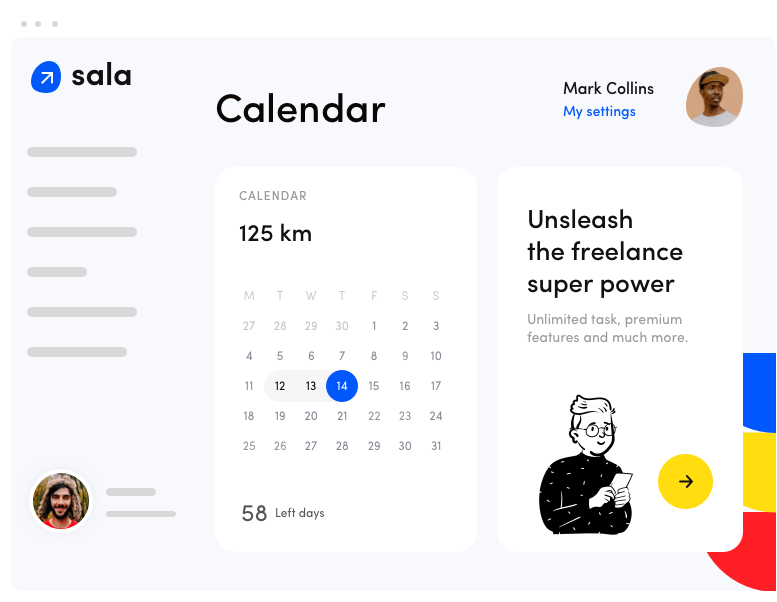 sala
Calendar
Mark Collins
My settings
CALENDAR
125 km
M T W T F S S
27 28 29 30 1 2 3
4 5 6 7 8 9 10
11 12 13 14 15 16 17
18 19 20 21 22 23 24
25 26 27 28 29 30 31
58 Left days
Unsleash
the freelance
super power
Unlimited task, premium
features and much more.